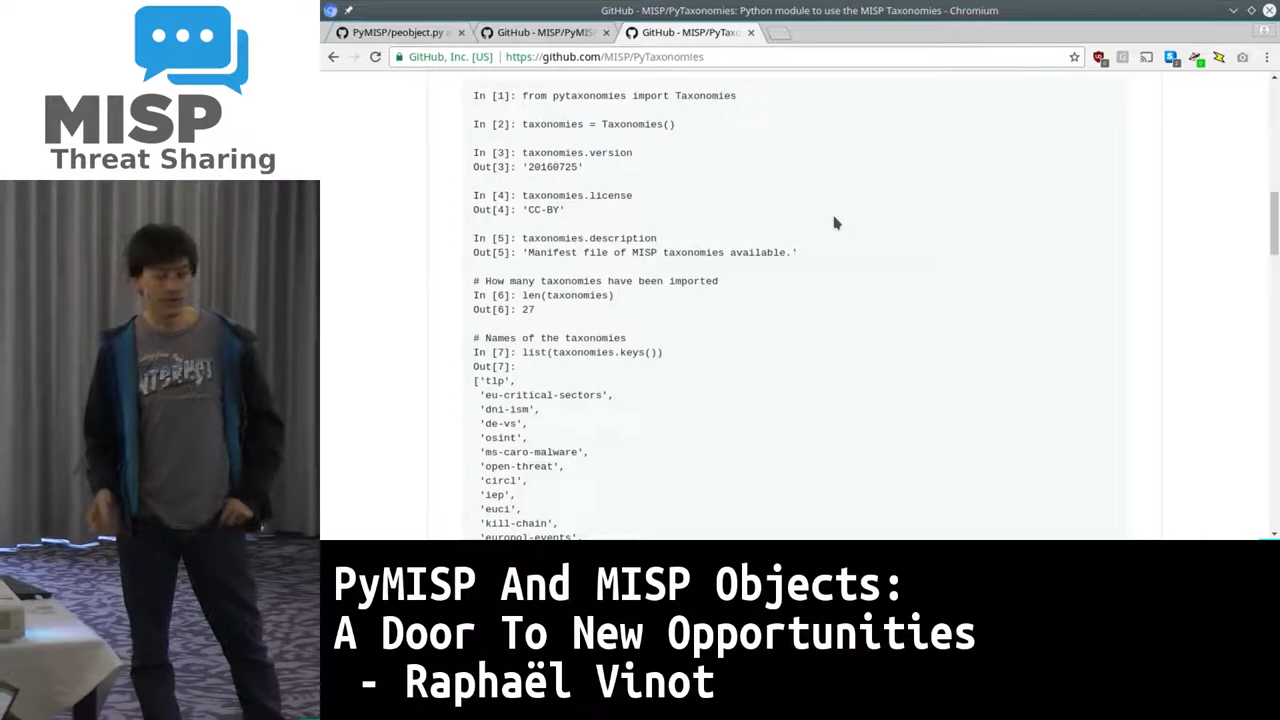 MISP
Threat Sharing
GitHub - MISP/PyTaxonomies: Python module to use the MISP Taxonomies - Chromium
PyMISP/peobject.py
GitHub - MISP/PyMIS
GitHub - MISP/PyTax
GitHub, Inc. [US]
https://github.com/MISP/PyTaxonomies
In [1]: from pytaxonomies import Taxonomies
In [2]: taxonomies = Taxonomies()
In [3]: taxonomies.version
Out[3]: '20160725'
In [4]: taxonomies.license
Out[4]: 'CC-BY'
In [5]: taxonomies.description
Out[5]: 'Manifest file of MISP taxonomies available.'
# How many taxonomies have been imported
In [6]: len(taxonomies)
Out[6]: 27
# Names of the taxonomies
In [7]: list(taxonomies.keys())
Out[7]:
['tlp',
'eu-critical-sectors',
'dni-ism',
'de-vs',
'osint',
'ms-caro-malware',
'open-threat',
'circl',
'iep',
'euci',
'kill-chain',
'europol-events',
INTERNET
PyMISP And MISP Objects:
A Door To New Opportunities
- Raphaël Vinot